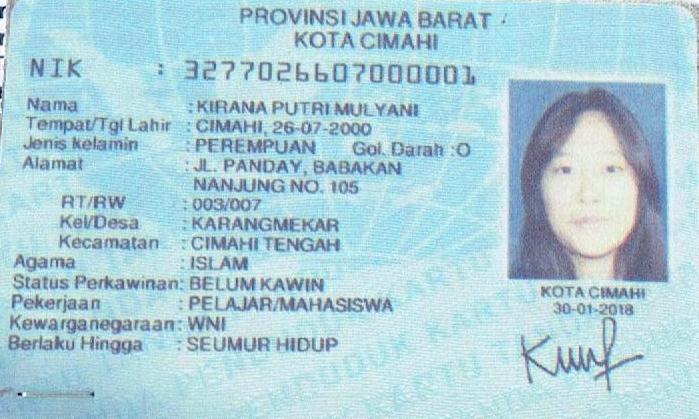 PROVINSI JAWA BARAT
KOTA CIMAHI
NIK : 3277026607000001
Nama : KIRANA PUTRI MULYANI
Tempat/Tgl Lahir : CIMAHI, 26-07-2000
Jenis kelamin : PEREMPUAN Gol. Darah :O
Alamat : JL. PANDAY, BABAKAN
NANJUNG NO. 105
RT/RW : 003/007
Kel/Desa : KARANGMEKAR
Kecamatan : CIMAHI TENGAH
Agama : ISLAM
Status Perkawinan: BELUM KAWIN
Pekerjaan : PELAJAR/MAHASISWA
Kewarganegaraan: WNI
Berlaku Hingga : SEUMUR HIDUP
KOTA CIMAHI
30-01-2018